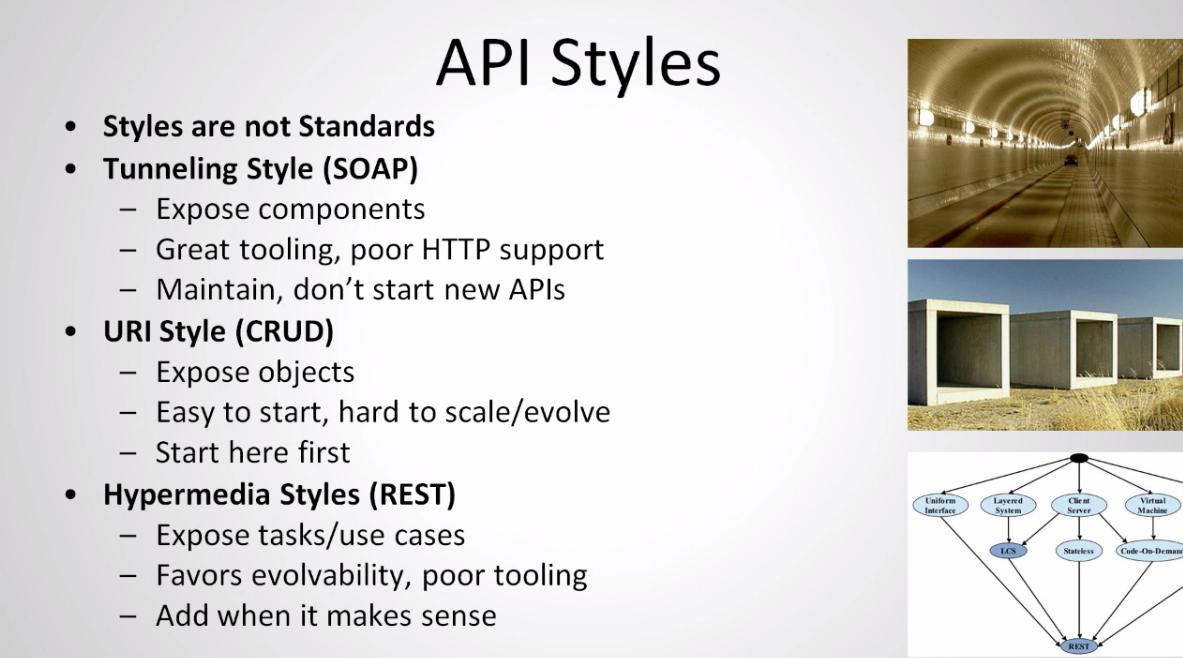 API Styles
• Styles are not Standards
• Tunneling Style (SOAP)
– Expose components
– Great tooling, poor HTTP support
– Maintain, don’t start new APIs
• URI Style (CRUD)
– Expose objects
– Easy to start, hard to scale/evolve
– Start here first
• Hypermedia Styles (REST)
– Expose tasks/use cases
– Favors evolvability, poor tooling
– Add when it makes sense
Uniform
Interface
Layered
System
Client
Server
Virtual
Machine
LCS
Stateless
Code-On-Demand
REST